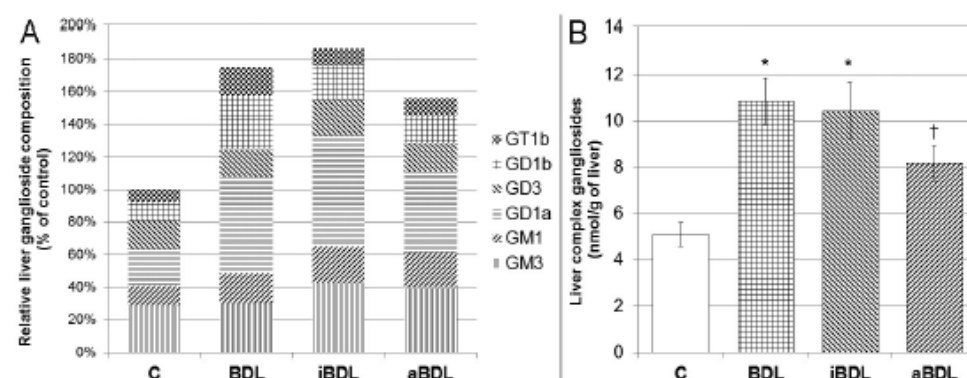 A
Relative liver ganglioside composition
(% of control)
200%
180%
160%
140%
120%
100%
80%
60%
40%
20%
0%
C BDL iBDL aBDL
GT1b
GD1b
GD3
GD1a
GM1
GM3
B
Liver complex gangliosides
(nmol/g of liver)
14
12
10
8
6
4
2
0
* * †
C BDL iBDL aBDL